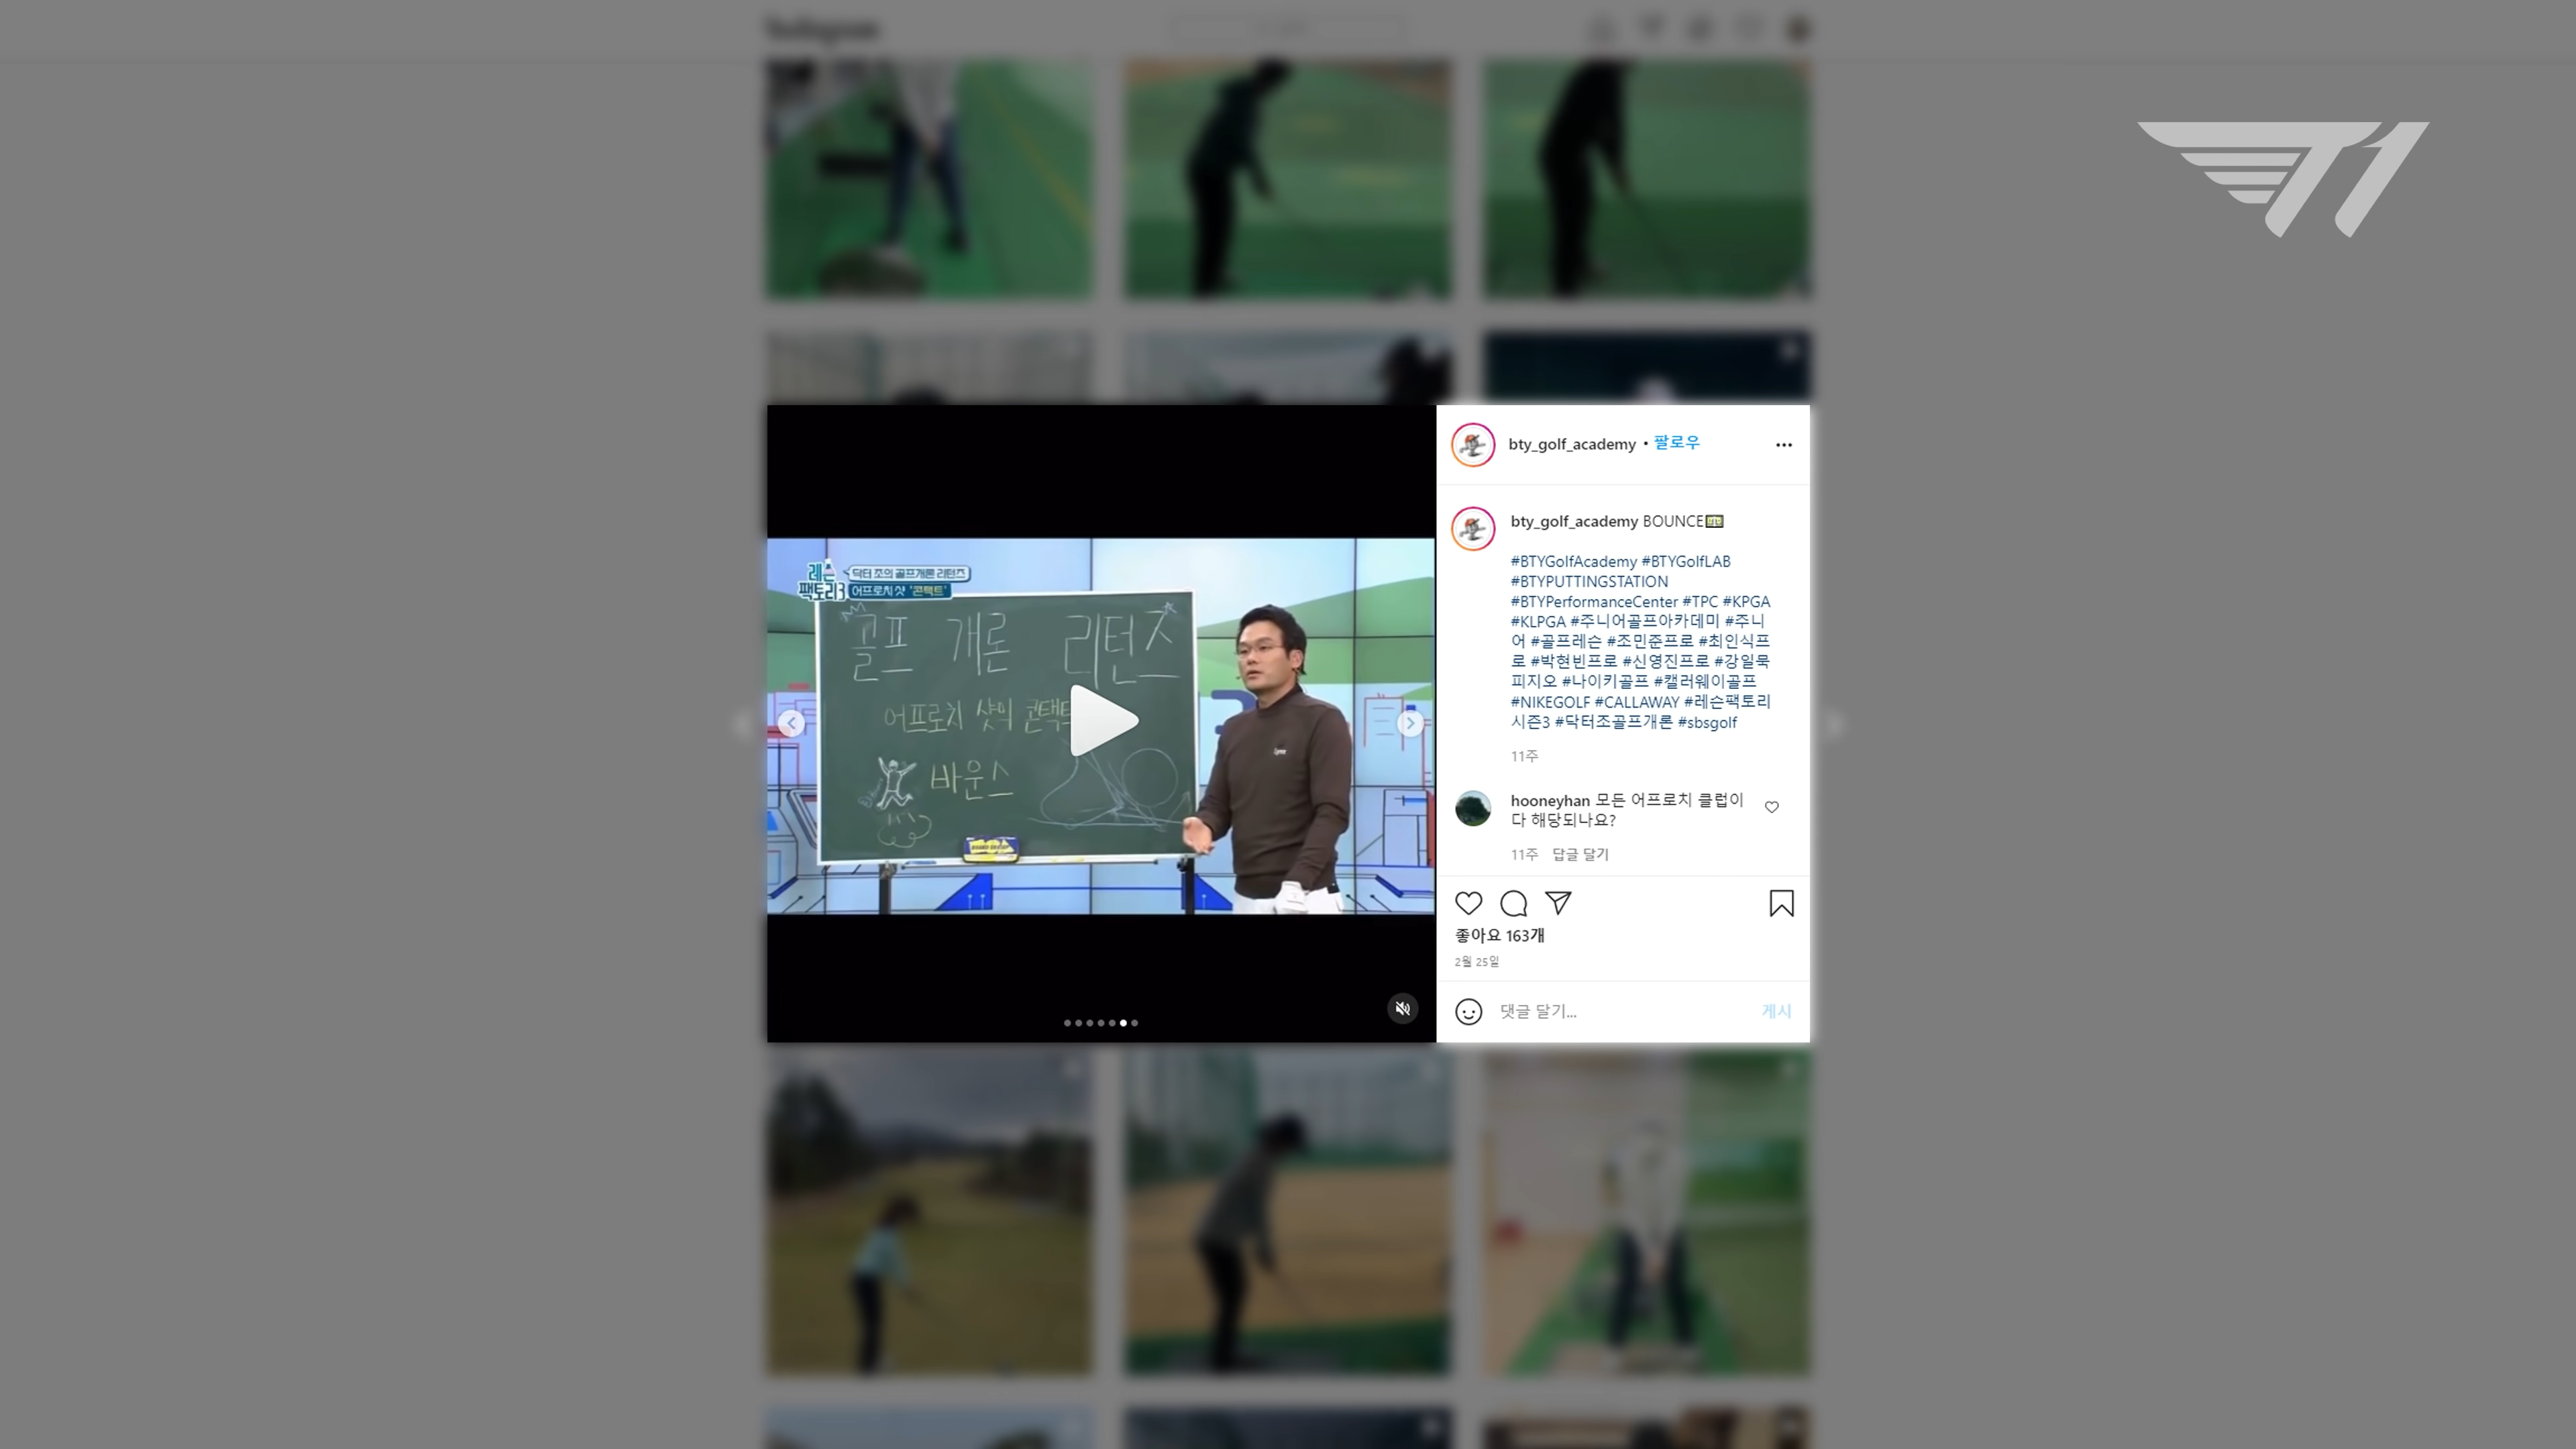 T1
bty_golf_academy • 팔로우
bty_golf_academy BOUNCE
#BTYGolfAcademy #BTYGolfLAB
#BTYPUTTINGSTATION
#BTYPerformanceCenter #TPC #KPGA
#KLPGA #주니어골프아카데미 #주니
어 #골프레슨 #조민준프로 #최인식프
로 #박현빈프로 #신영진프로 #강일묵
피지오 #나이키골프 #캘러웨이골프
#NIKEGOLF #CALLAWAY #레슨팩토리
시즌3 #닥터조골프개론 #sbsgolf
11주
hooneyhan 모든 어프로치 클럽이
다 해당되나요?
11주 답글 달기
좋아요 163개
2월 25일
댓글 달기... 게시
레슨
팩토리3
닥터 조의 골프개론 리턴즈
어프로치 샷 '콘택트'
골프 개론 리턴즈
어프로치 샷의 콘택트
바운스